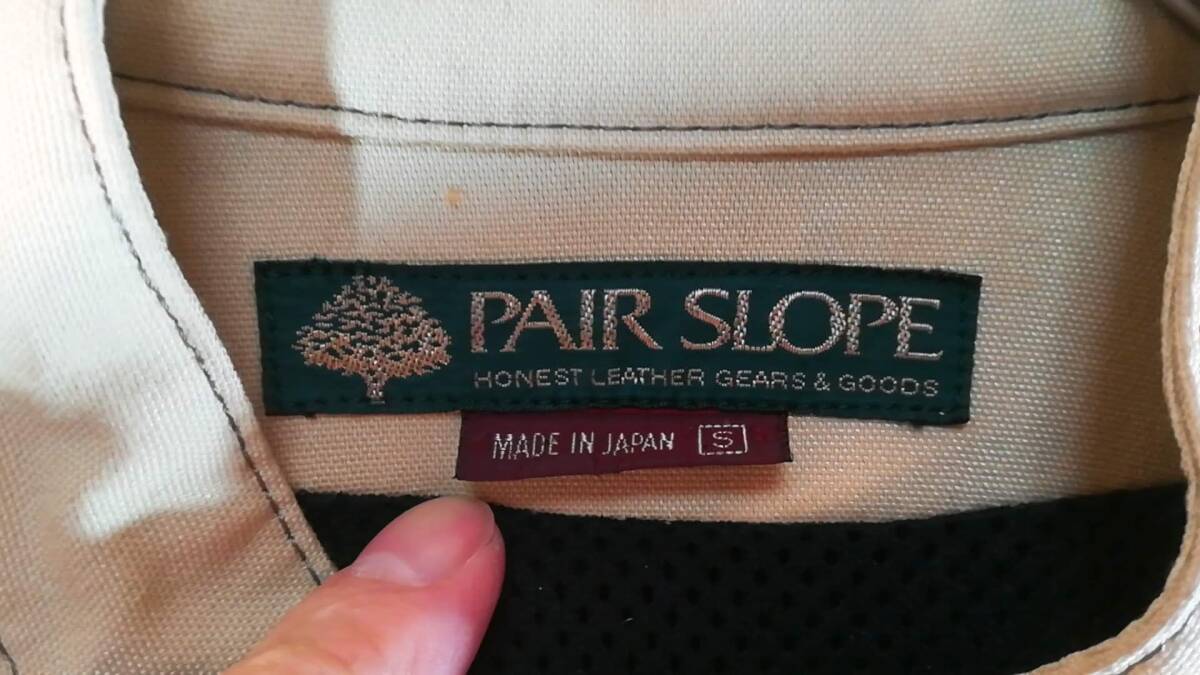 PAIR SLOPE
HONEST LEATHER GEARS & GOODS
MADE IN JAPAN S